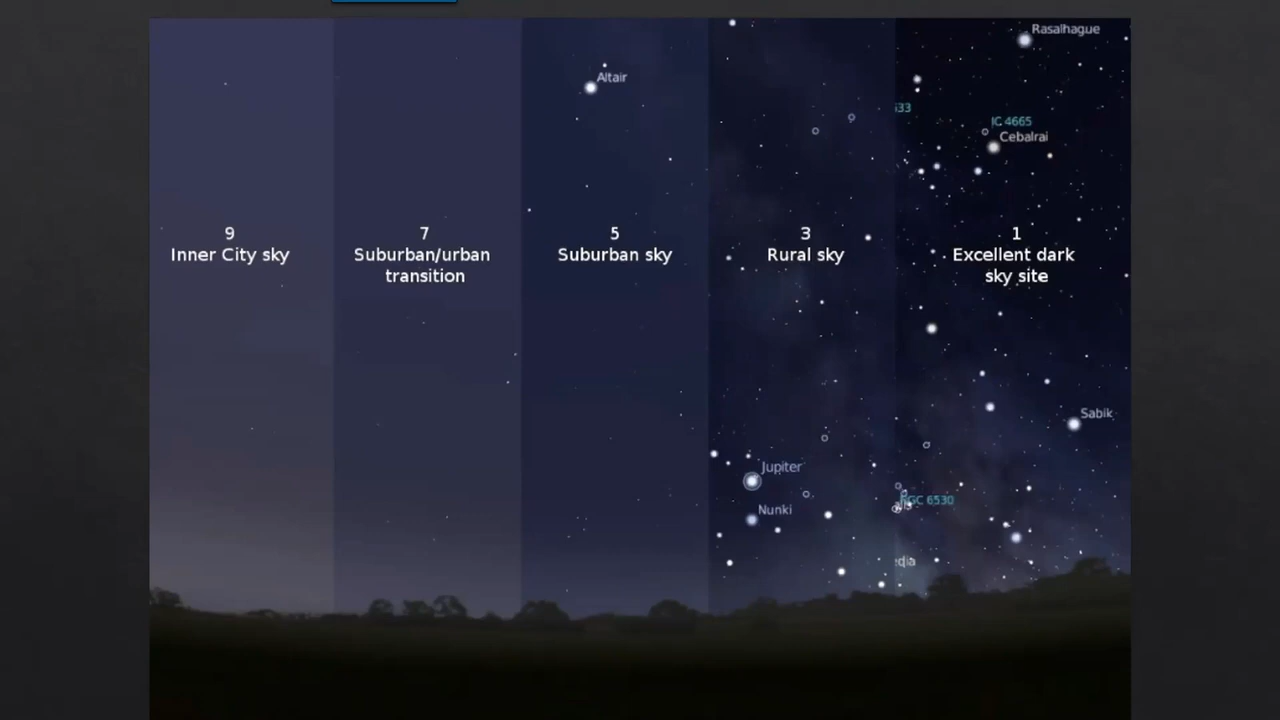 Rasalhague
Altair
IC 4665
Cebalrai
9
Inner City sky
7
Suburban/urban
transition
5
Suburban sky
3
Rural sky
1
Excellent dark
sky site
Sabik
Jupiter
Nunki